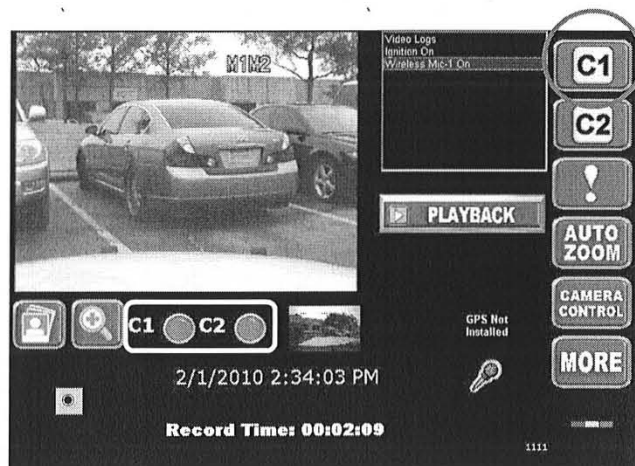 M1M2
Video Logs
Ignition On
Wireless Mic-1 On
C1
C2
!
PLAYBACK
AUTO
ZOOM
C1 C2
GPS Not
Installed
CAMERA
CONTROL
MORE
2/1/2010 2:34:03 PM
Record Time: 00:02:09
1111